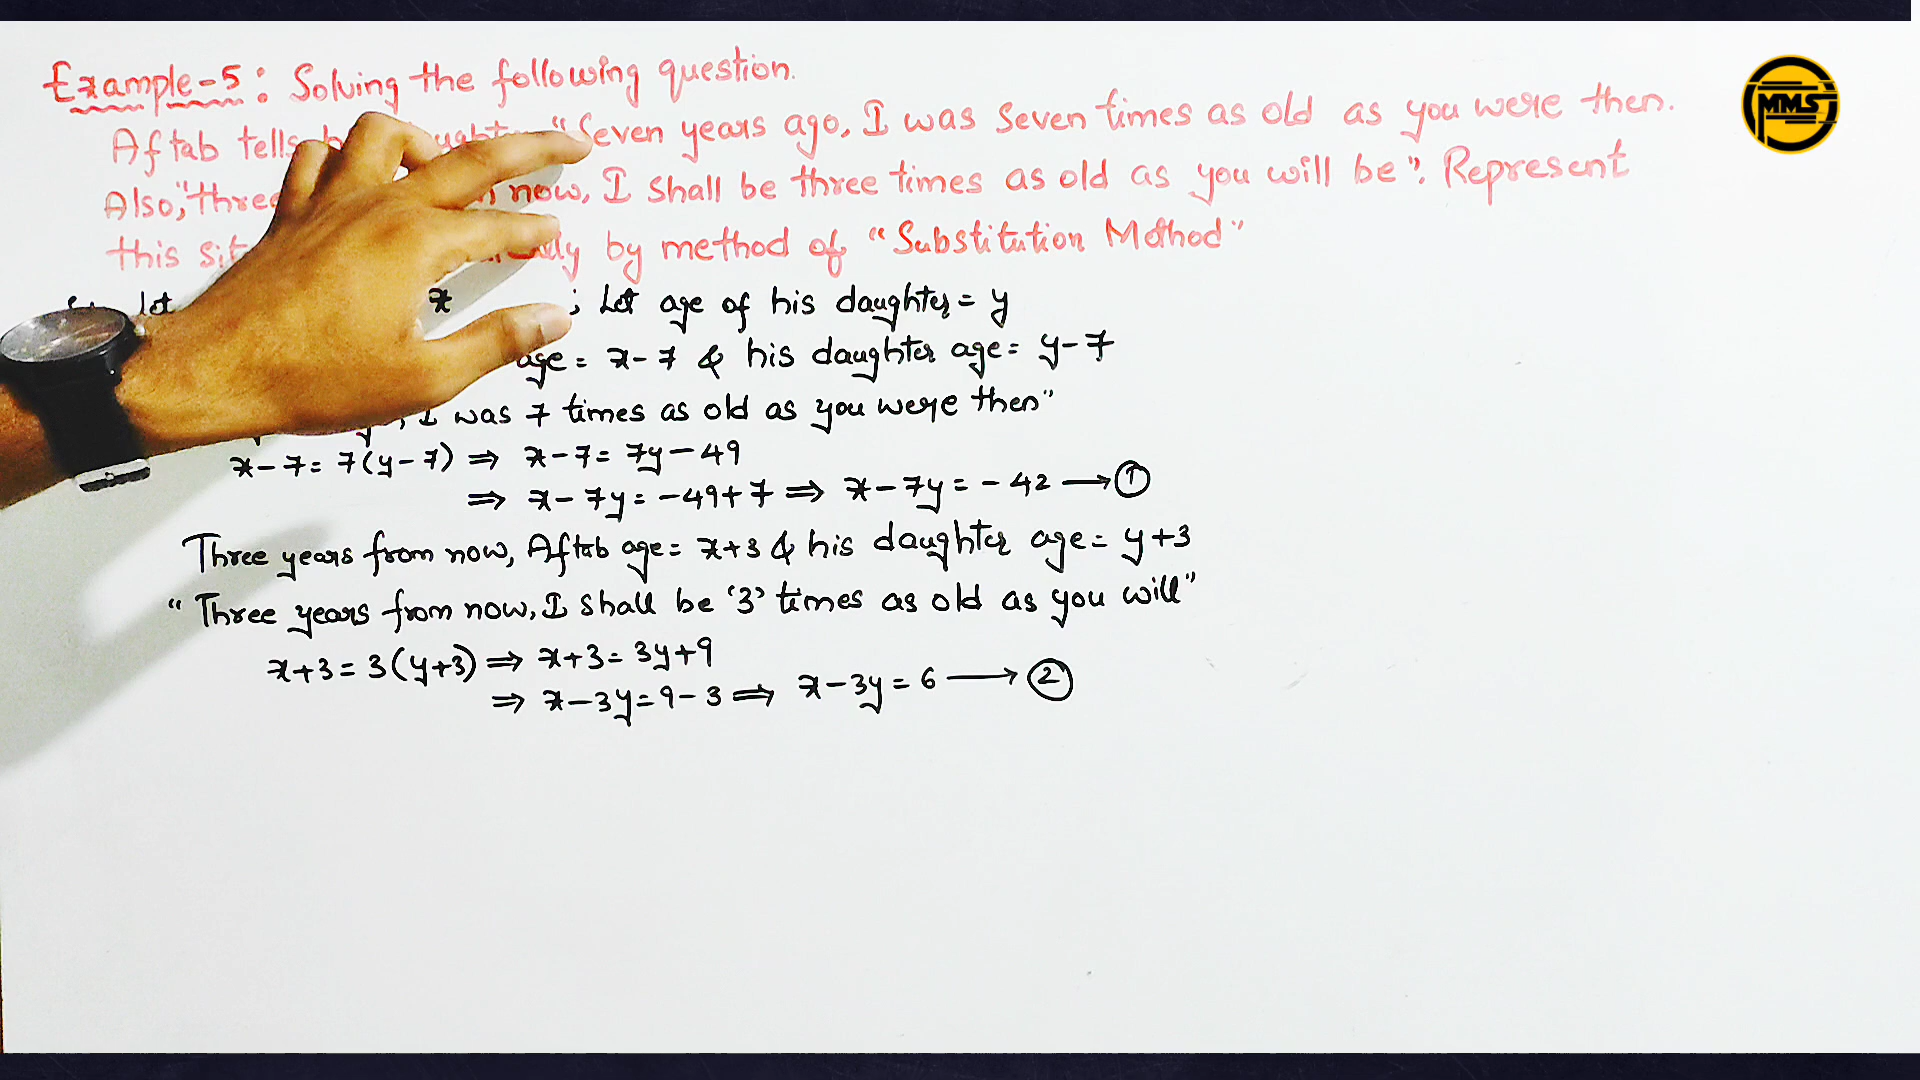 Example-5: Solving the following question.
Aftab tells "Seven years ago, I was seven times as old as you were then.
Also, "three now, I shall be three times as old as you will be". Represent
this by method of "Substitution Method"
let x ; Let age of his daughter = y
age = x-7 & his daughter age = y-7
I was 7 times as old as you were then"
x-7 = 7(y-7) ⇒ x-7 = 7y-49
⇒ x-7y = -49+7 ⇒ x-7y = -42 → ①
Three years from now, Aftab age = x+3 & his daughter age = y+3
"Three years from now, I shall be '3' times as old as you will"
x+3 = 3(y+3) ⇒ x+3 = 3y+9
⇒ x-3y = 9-3 ⇒ x-3y = 6 → ②
MMS